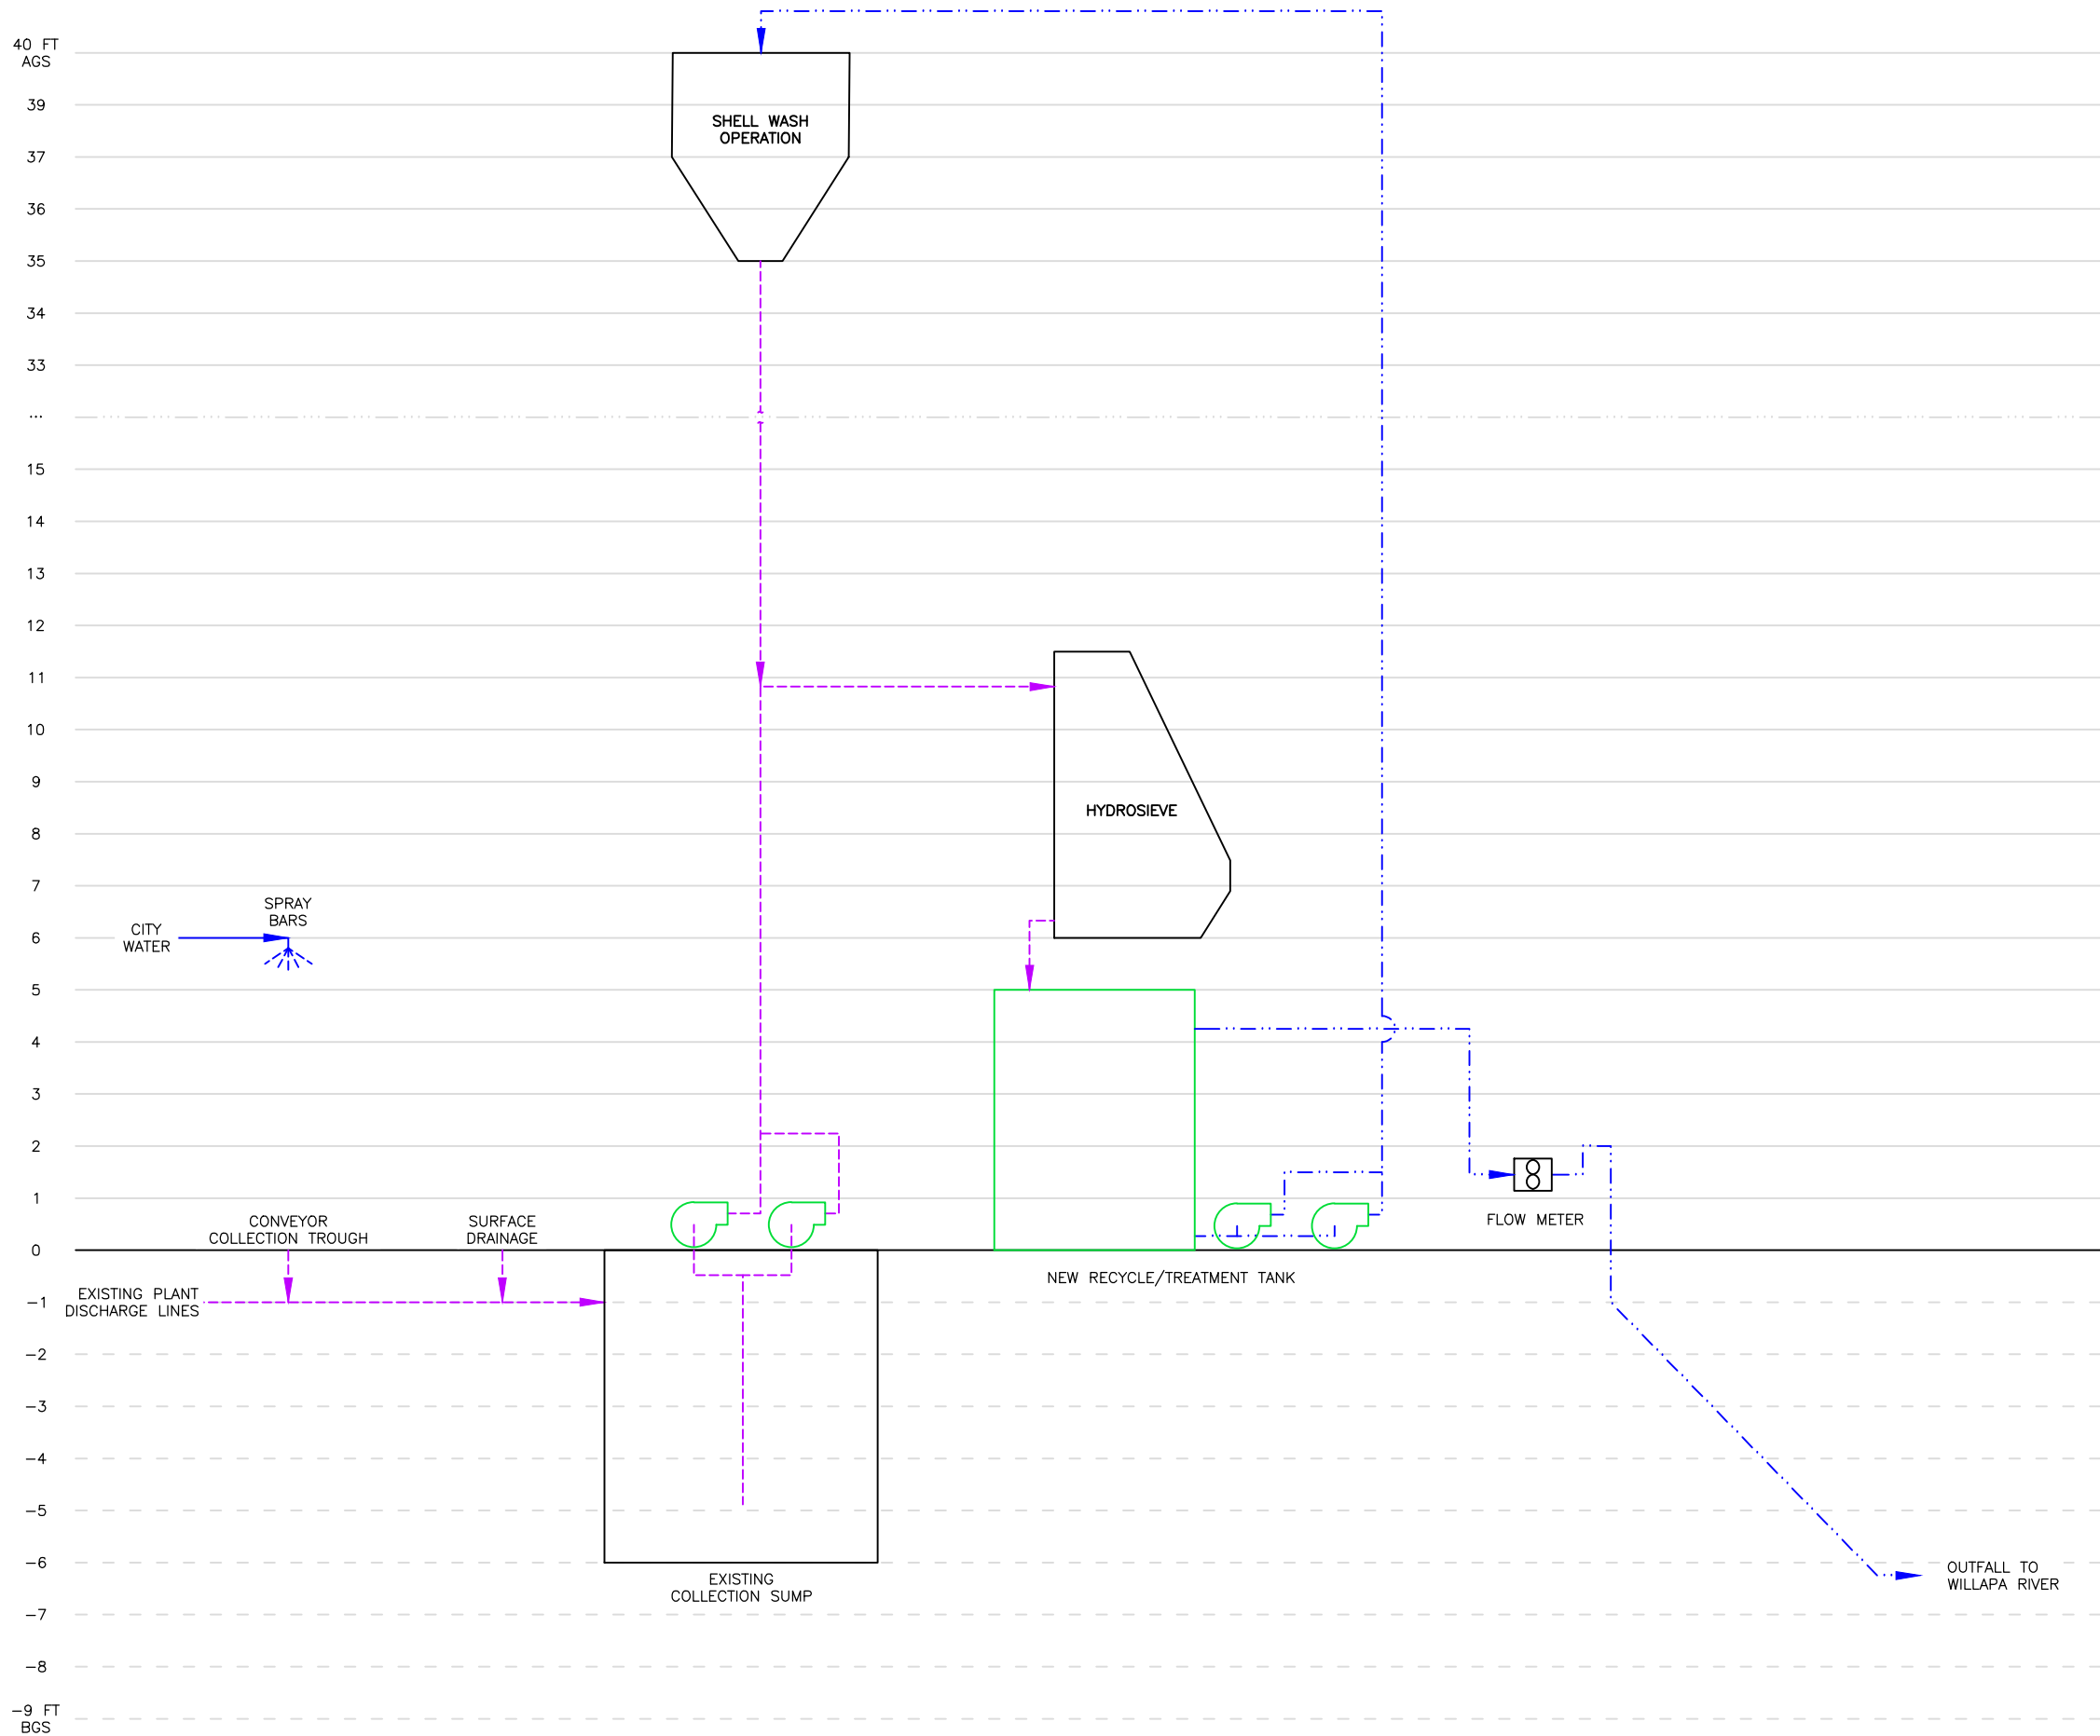 40 FT
AGS
39
SHELL WASH
OPERATION
37
36
35
34
33
...
15
14
13
12
11
10
9
HYDROSIEVE
8
7
SPRAY
BARS
CITY
WATER
6
5
4
3
2
1
FLOW METER
CONVEYOR
COLLECTION TROUGH
SURFACE
DRAINAGE
0
NEW RECYCLE/TREATMENT TANK
EXISTING PLANT
DISCHARGE LINES
-1
-2
-3
-4
-5
-6
OUTFALL TO
WILLAPA RIVER
EXISTING
COLLECTION SUMP
-7
-8
-9 FT
BGS